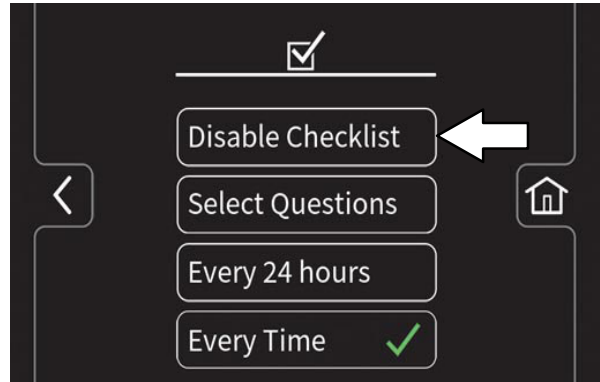 Disable Checklist
Select Questions
Every 24 hours
Every Time